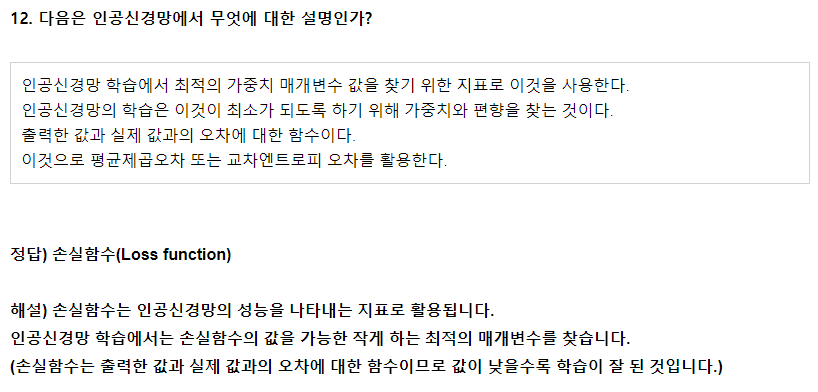 12. 다음은 인공신경망에서 무엇에 대한 설명인가?
인공신경망 학습에서 최적의 가중치 매개변수 값을 찾기 위한 지표로 이것을 사용한다.
인공신경망의 학습은 이것이 최소가 되도록 하기 위해 가중치와 편향을 찾는 것이다.
출력한 값과 실제 값과의 오차에 대한 함수이다.
이것으로 평균제곱오차 또는 교차엔트로피 오차를 활용한다.
정답) 손실함수(Loss function)
해설) 손실함수는 인공신경망의 성능을 나타내는 지표로 활용됩니다.
인공신경망 학습에서는 손실함수의 값을 가능한 작게 하는 최적의 매개변수를 찾습니다.
(손실함수는 출력한 값과 실제 값과의 오차에 대한 함수이므로 값이 낮을수록 학습이 잘 된 것입니다.)